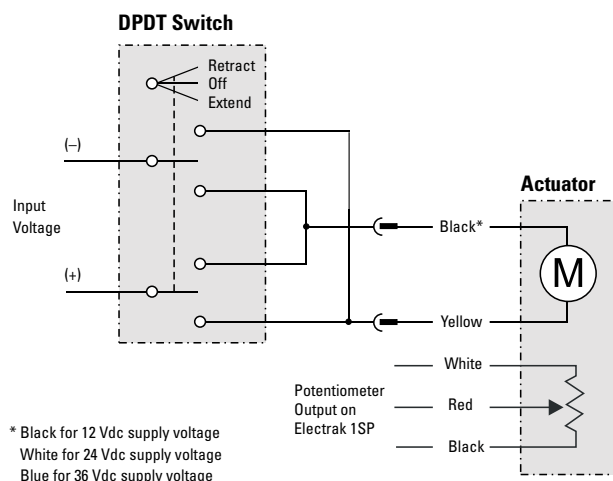 DPDT Switch
Retract
Off
Extend
(–)
Input
Voltage
(+)
Actuator
Black*
M
Yellow
White
Potentiometer
Output on
Electrak 1SP
Red
Black
* Black for 12 Vdc supply voltage
White for 24 Vdc supply voltage
Blue for 36 Vdc supply voltage